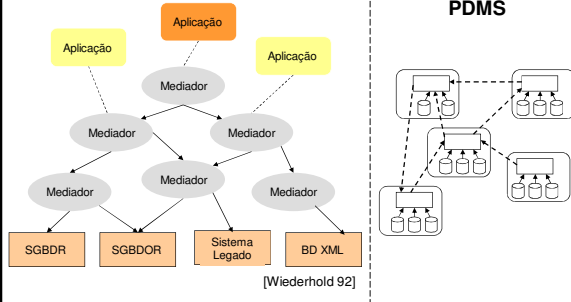 Aplicação
Aplicação
Aplicação
Mediador
Mediador
Mediador
Mediador
Mediador
Mediador
SGBDR
SGBDOR
Sistema
Legado
BD XML
[Wiederhold 92]
PDMS